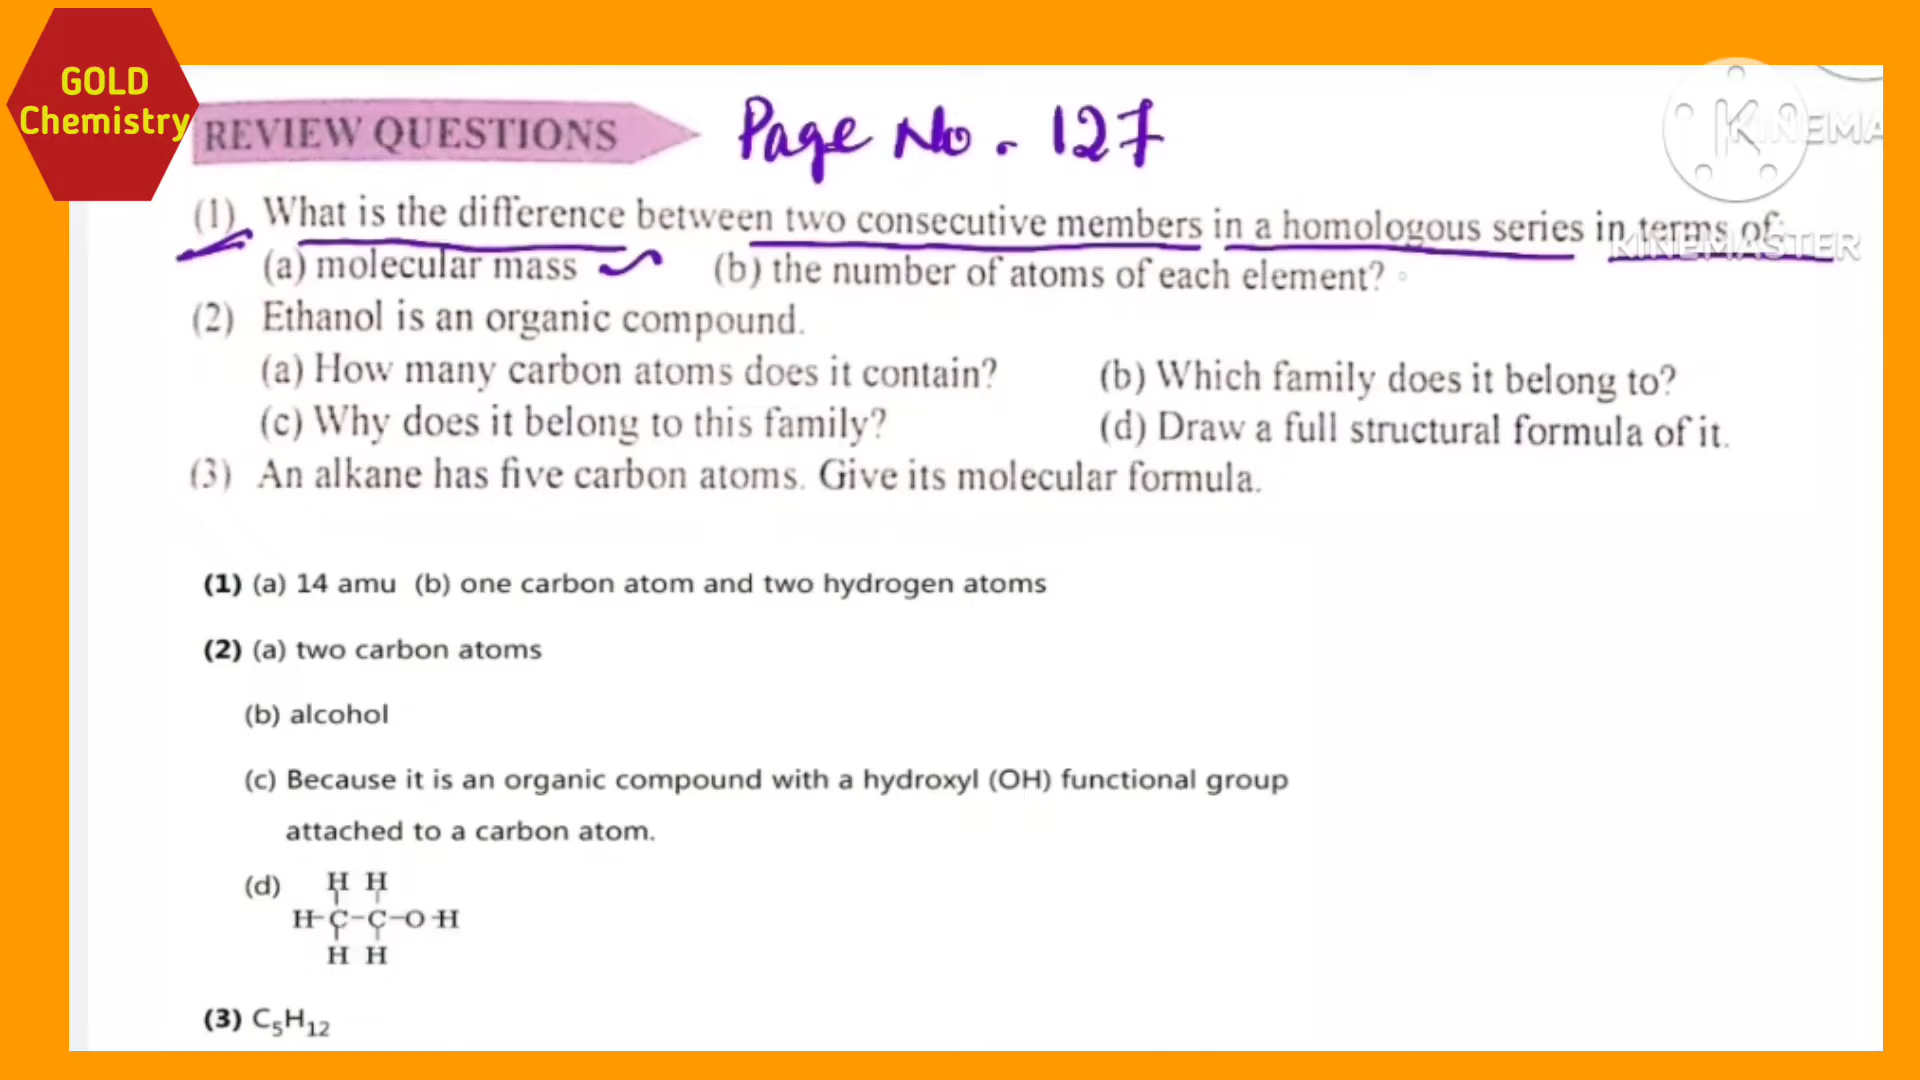 GOLD
Chemistry
REVIEW QUESTIONS
Page No. 127
KINEMA
KINEMASTER
(1) What is the difference between two consecutive members in a homologous series in terms of:
(a) molecular mass (b) the number of atoms of each element?
(2) Ethanol is an organic compound.
(a) How many carbon atoms does it contain? (b) Which family does it belong to?
(c) Why does it belong to this family? (d) Draw a full structural formula of it.
(3) An alkane has five carbon atoms. Give its molecular formula.
(1) (a) 14 amu (b) one carbon atom and two hydrogen atoms
(2) (a) two carbon atoms
(b) alcohol
(c) Because it is an organic compound with a hydroxyl (OH) functional group
attached to a carbon atom.
(d) H H
H-C-C-O-H
H H
(3) C₅H₁₂